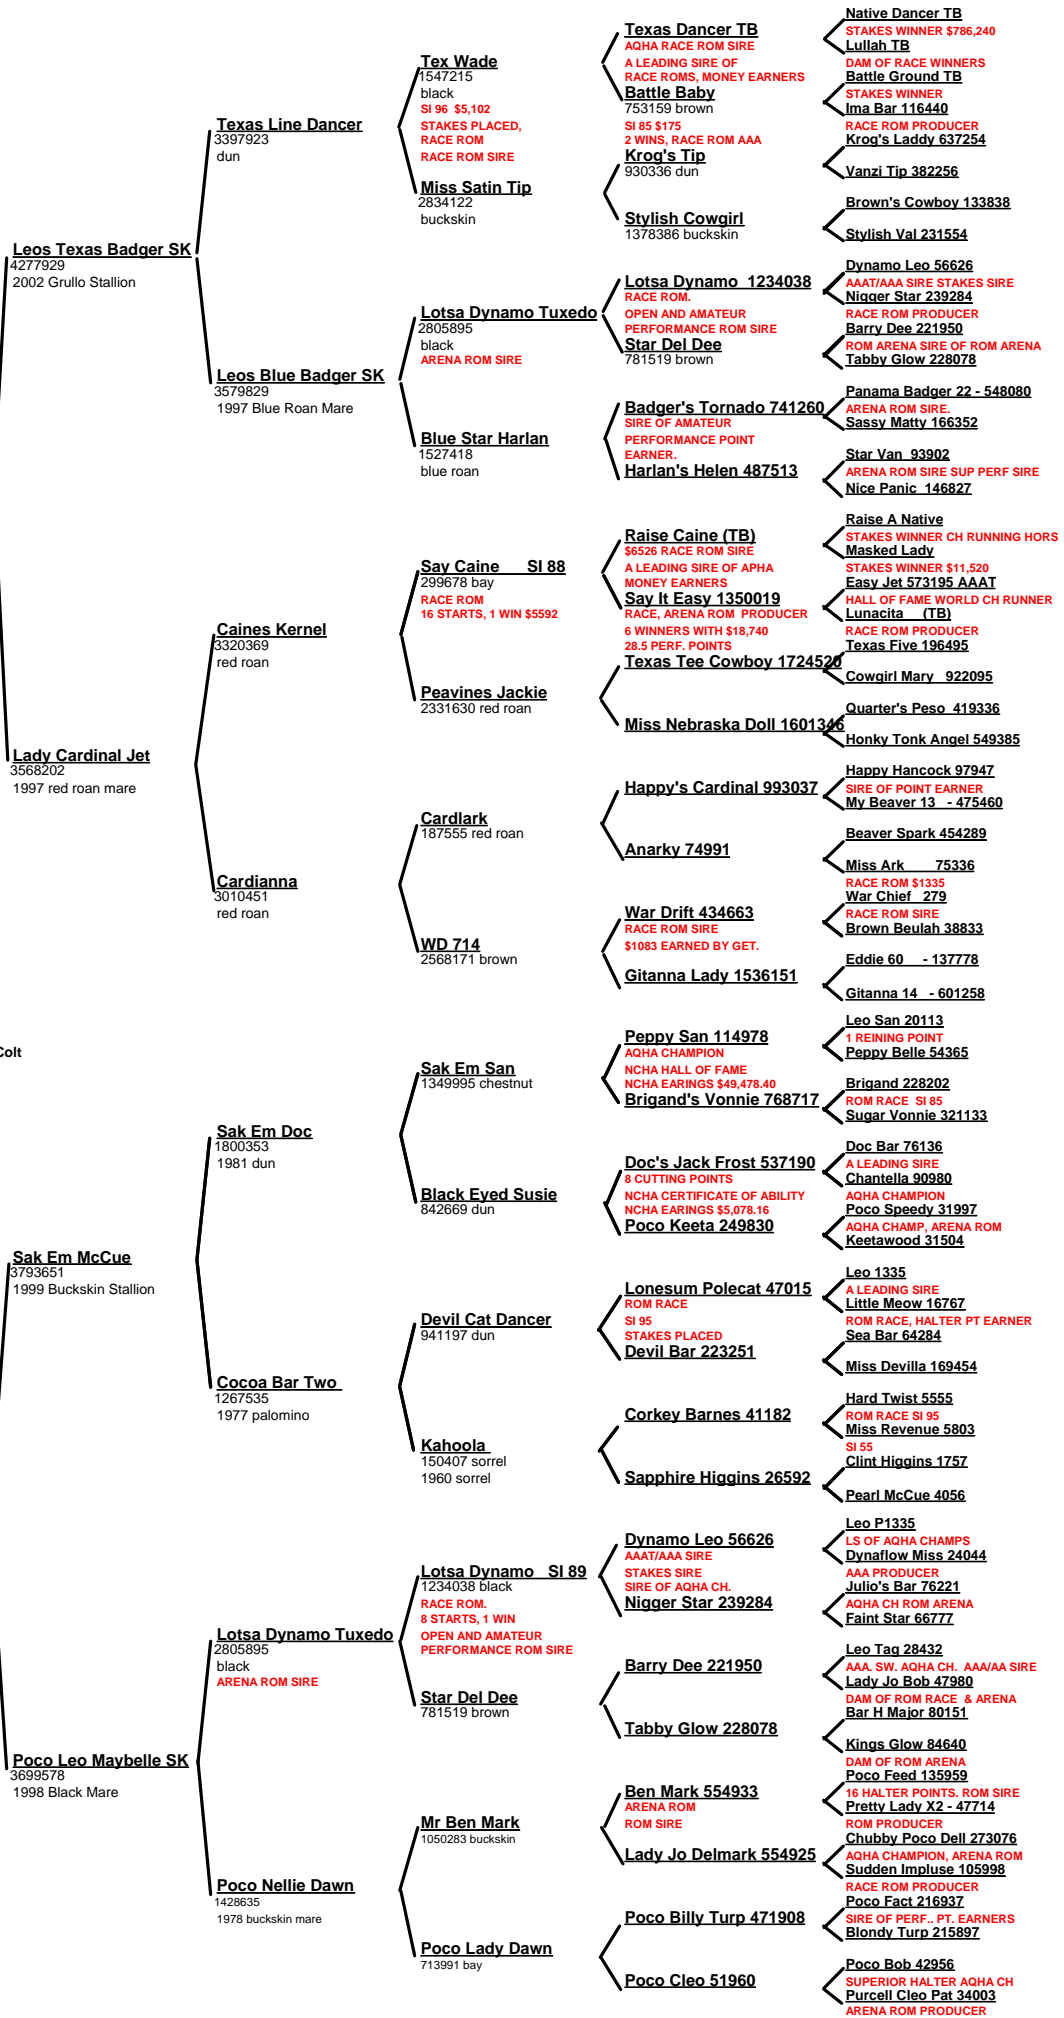 Leos Texas Badger SK
4277929
2002 Grullo Stallion
Lady Cardinal Jet
3568202
1997 red roan mare
Colt
Sak Em McCue
3793651
1999 Buckskin Stallion
Poco Leo Maybelle SK
3699578
1998 Black Mare
Texas Line Dancer
3397923
dun
Leos Blue Badger SK
3579829
1997 Blue Roan Mare
Caines Kernel
3320369
red roan
Cardianna
3010451
red roan
Sak Em Doc
1800353
1981 dun
Cocoa Bar Two
1267535
1977 palomino
Lotsa Dynamo Tuxedo
2805895
black
ARENA ROM SIRE
Poco Nellie Dawn
1428635
1978 buckskin mare
Tex Wade
1547215
black
SI 96 $5,102
STAKES PLACED,
RACE ROM
RACE ROM SIRE
Miss Satin Tip
2834122
buckskin
Lotsa Dynamo Tuxedo
2805895
black
ARENA ROM SIRE
Blue Star Harlan
1527418
blue roan
Say Caine SI 88
299678 bay
RACE ROM
16 STARTS, 1 WIN $5592
Peavines Jackie
2331630 red roan
Cardlark
187555 red roan
WD 714
2568171 brown
Sak Em San
1349995 chestnut
Black Eyed Susie
842669 dun
Devil Cat Dancer
941197 dun
Kahoola
150407 sorrel
1960 sorrel
Lotsa Dynamo SI 89
1234038 black
RACE ROM.
8 STARTS, 1 WIN
OPEN AND AMATEUR
PERFORMANCE ROM SIRE
Star Del Dee
781519 brown
Mr Ben Mark
1050283 buckskin
Poco Lady Dawn
713991 bay
Texas Dancer TB
AQHA RACE ROM SIRE
A LEADING SIRE OF
RACE ROMS, MONEY EARNERS
Battle Baby
753159 brown
SI 85 $175
2 WINS, RACE ROM AAA
Krog's Tip
930336 dun
Stylish Cowgirl
1378386 buckskin
Lotsa Dynamo 1234038
RACE ROM.
OPEN AND AMATEUR
PERFORMANCE ROM SIRE
Star Del Dee
781519 brown
Badger's Tornado 741260
SIRE OF AMATEUR
PERFORMANCE POINT
EARNER.
Harlan's Helen 487513
Raise Caine (TB)
$6526 RACE ROM SIRE
A LEADING SIRE OF APHA
MONEY EARNERS
Say It Easy 1350019
RACE, ARENA ROM PRODUCER
6 WINNERS WITH $18,740
28.5 PERF. POINTS
Texas Tee Cowboy 1724520
Miss Nebraska Doll 1601346
Happy's Cardinal 993037
Anarky 74991
War Drift 434663
RACE ROM SIRE
$1083 EARNED BY GET.
Gitanna Lady 1536151
Peppy San 114978
AQHA CHAMPION
NCHA HALL OF FAME
NCHA EARINGS $49,478.40
Brigand's Vonnie 768717
Doc's Jack Frost 537190
8 CUTTING POINTS
NCHA CERTIFICATE OF ABILITY
NCHA EARINGS $5,078.16
Poco Keeta 249830
Lonesum Polecat 47015
ROM RACE
SI 95
STAKES PLACED
Devil Bar 223251
Corkey Barnes 41182
Sapphire Higgins 26592
Dynamo Leo 56626
AAAT/AAA SIRE
STAKES SIRE
SIRE OF AQHA CH.
Nigger Star 239284
Barry Dee 221950
Tabby Glow 228078
Ben Mark 554933
ARENA ROM
ROM SIRE
Lady Jo Delmark 554925
Poco Billy Turp 471908
Poco Cleo 51960
Native Dancer TB
STAKES WINNER $786,240
Lullah TB
DAM OF RACE WINNERS
Battle Ground TB
STAKES WINNER
Ima Bar 116440
RACE ROM PRODUCER
Krog's Laddy 637254
Vanzi Tip 382256
Brown's Cowboy 133838
Stylish Val 231554
Dynamo Leo 56626
AAAT/AAA SIRE STAKES SIRE
Nigger Star 239284
RACE ROM PRODUCER
Barry Dee 221950
ROM ARENA SIRE OF ROM ARENA
Tabby Glow 228078
Panama Badger 22 - 548080
ARENA ROM SIRE.
Sassy Matty 166352
Star Van 93902
ARENA ROM SIRE SUP PERF SIRE
Nice Panic 146827
Raise A Native
STAKES WINNER CH RUNNING HORS
Masked Lady
STAKES WINNER $11,520
Easy Jet 573195 AAAT
HALL OF FAME WORLD CH RUNNER
Lunacita (TB)
RACE ROM PRODUCER
Texas Five 196495
Cowgirl Mary 922095
Quarter's Peso 419336
Honky Tonk Angel 549385
Happy Hancock 97947
SIRE OF POINT EARNER
My Beaver 13 - 475460
Beaver Spark 454289
Miss Ark 75336
RACE ROM $1335
War Chief 279
RACE ROM SIRE
Brown Beulah 38833
Eddie 60 - 137778
Gitanna 14 - 601258
Leo San 20113
1 REINING POINT
Peppy Belle 54365
Brigand 228202
ROM RACE SI 85
Sugar Vonnie 321133
Doc Bar 76136
A LEADING SIRE
Chantella 90980
AQHA CHAMPION
Poco Speedy 31997
AQHA CHAMP, ARENA ROM
Keetawood 31504
Leo 1335
A LEADING SIRE
Little Meow 16767
ROM RACE, HALTER PT EARNER
Sea Bar 64284
Miss Devilla 169454
Hard Twist 5555
ROM RACE SI 95
Miss Revenue 5803
SI 55
Clint Higgins 1757
Pearl McCue 4056
Leo P1335
LS OF AQHA CHAMPS
Dynaflow Miss 24044
AAA PRODUCER
Julio's Bar 76221
AQHA CH ROM ARENA
Faint Star 66777
Leo Tag 28432
AAA. SW. AQHA CH. AAA/AA SIRE
Lady Jo Bob 47980
DAM OF ROM RACE & ARENA
Bar H Major 80151
Kings Glow 84640
DAM OF ROM ARENA
Poco Feed 135959
16 HALTER POINTS. ROM SIRE
Pretty Lady X2 - 47714
ROM PRODUCER
Chubby Poco Dell 273076
AQHA CHAMPION, ARENA ROM
Sudden Impluse 105998
RACE ROM PRODUCER
Poco Fact 216937
SIRE OF PERF.. PT. EARNERS
Blondy Turp 215897
Poco Bob 42956
SUPERIOR HALTER AQHA CH
Purcell Cleo Pat 34003
ARENA ROM PRODUCER